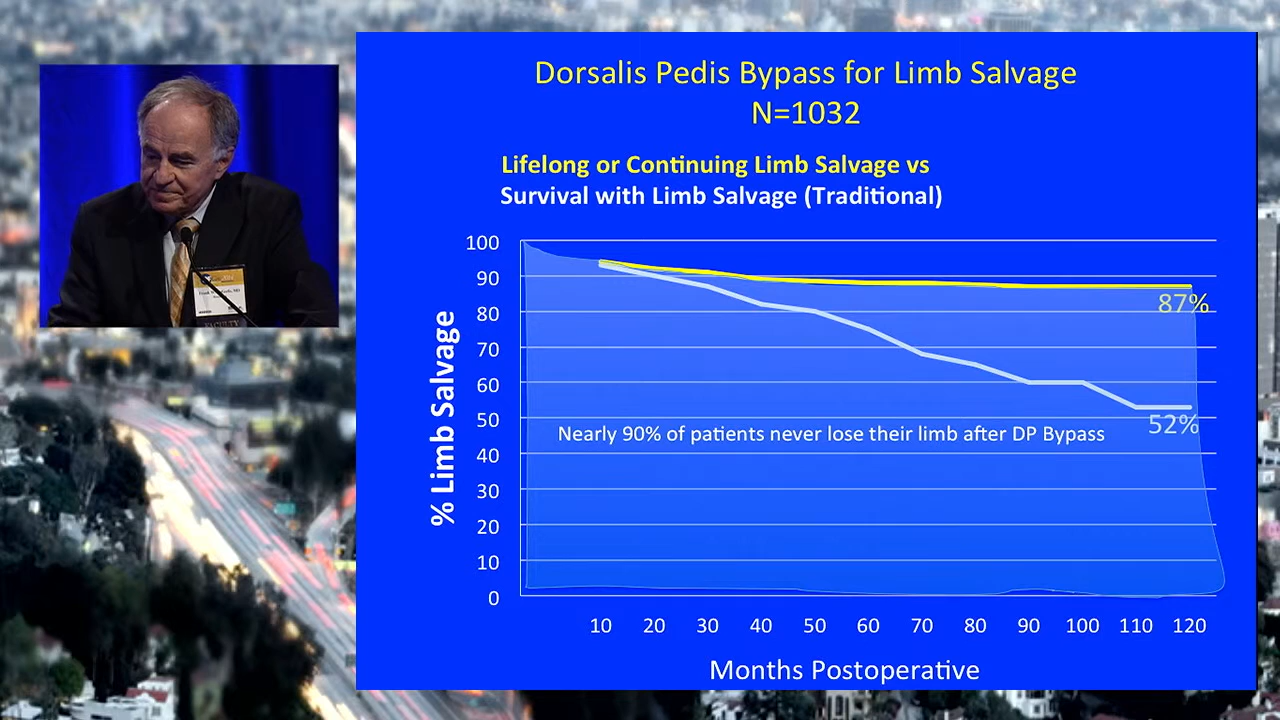 Dorsalis Pedis Bypass for Limb Salvage
N=1032
Lifelong or Continuing Limb Salvage vs
Survival with Limb Salvage (Traditional)
% Limb Salvage
100
90
80
70
60
50
40
30
20
10
0
87%
52%
Nearly 90% of patients never lose their limb after DP Bypass
10 20 30 40 50 60 70 80 90 100 110 120
Months Postoperative
FACULTY